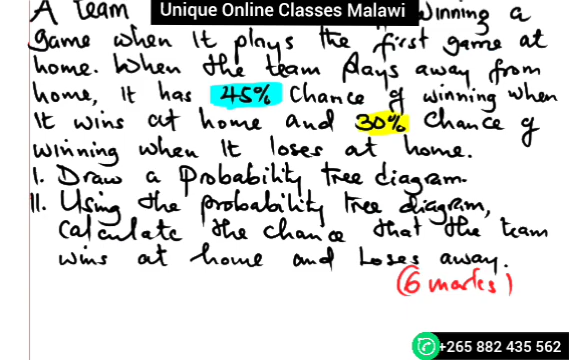 Unique Online Classes Malawi
A team winning a
game when it plays the first game at
home. When the team plays away from
home, it has 45% chance of winning when
it wins at home and 30% chance of
winning when it loses at home.
I. Draw a probability tree diagram.
II. Using the probability tree diagram,
calculate the chance that the team
wins at home and loses away.
(6 marks)
+265 882 435 562